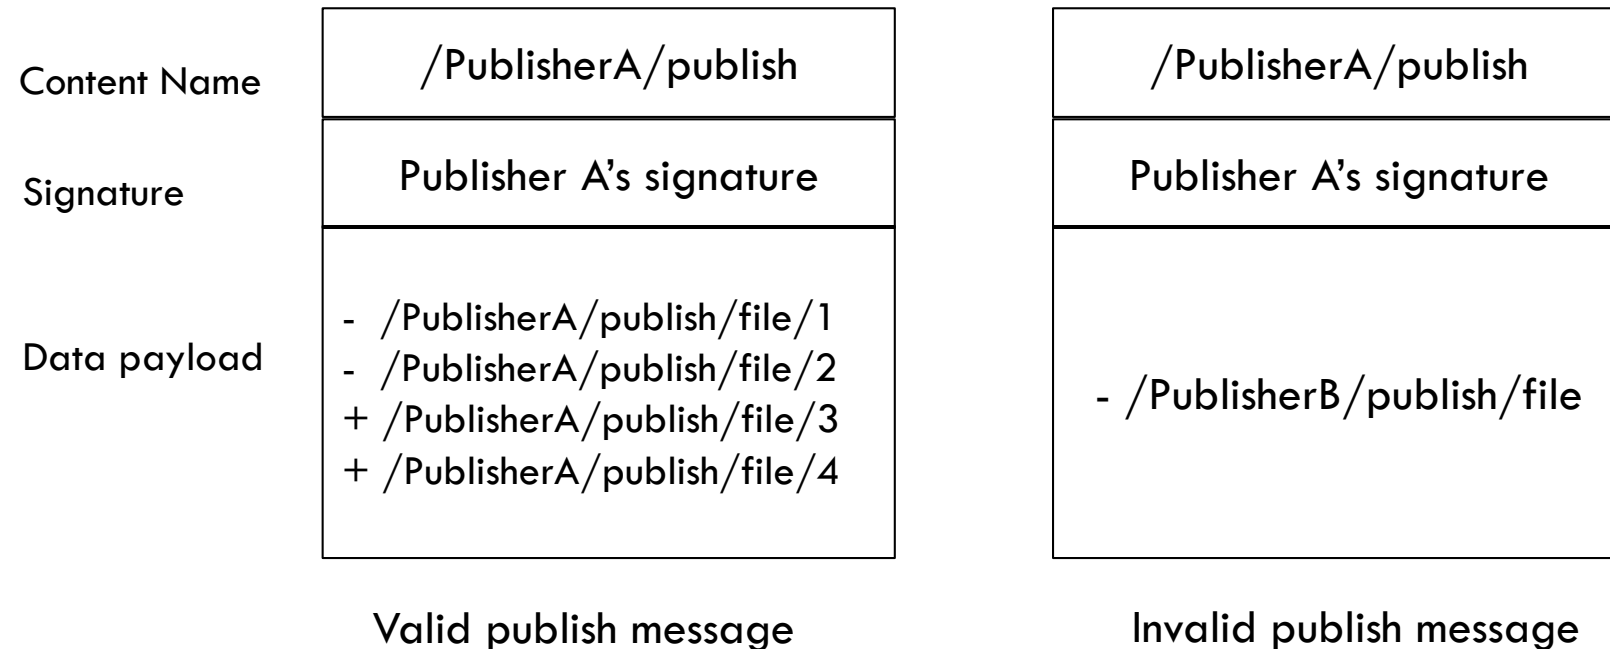 Content Name
/PublisherA/publish
/PublisherA/publish
Signature
Publisher A’s signature
Publisher A’s signature
Data payload
- /PublisherA/publish/file/1
- /PublisherA/publish/file/2
+ /PublisherA/publish/file/3
+ /PublisherA/publish/file/4
- /PublisherB/publish/file
Valid publish message
Invalid publish message